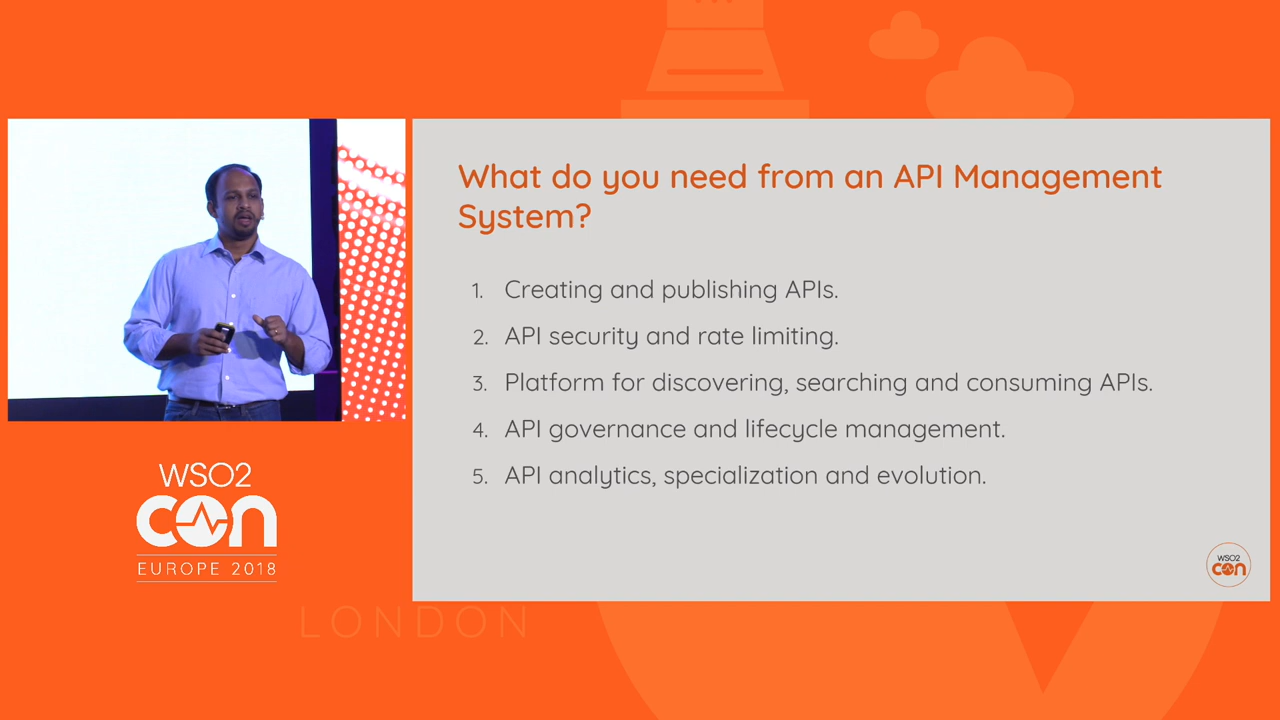 What do you need from an API Management
System?
1. Creating and publishing APIs.
2. API security and rate limiting.
3. Platform for discovering, searching and consuming APIs.
4. API governance and lifecycle management.
5. API analytics, specialization and evolution.
WSO2
con
EUROPE 2018
WSO2
con
LONDON